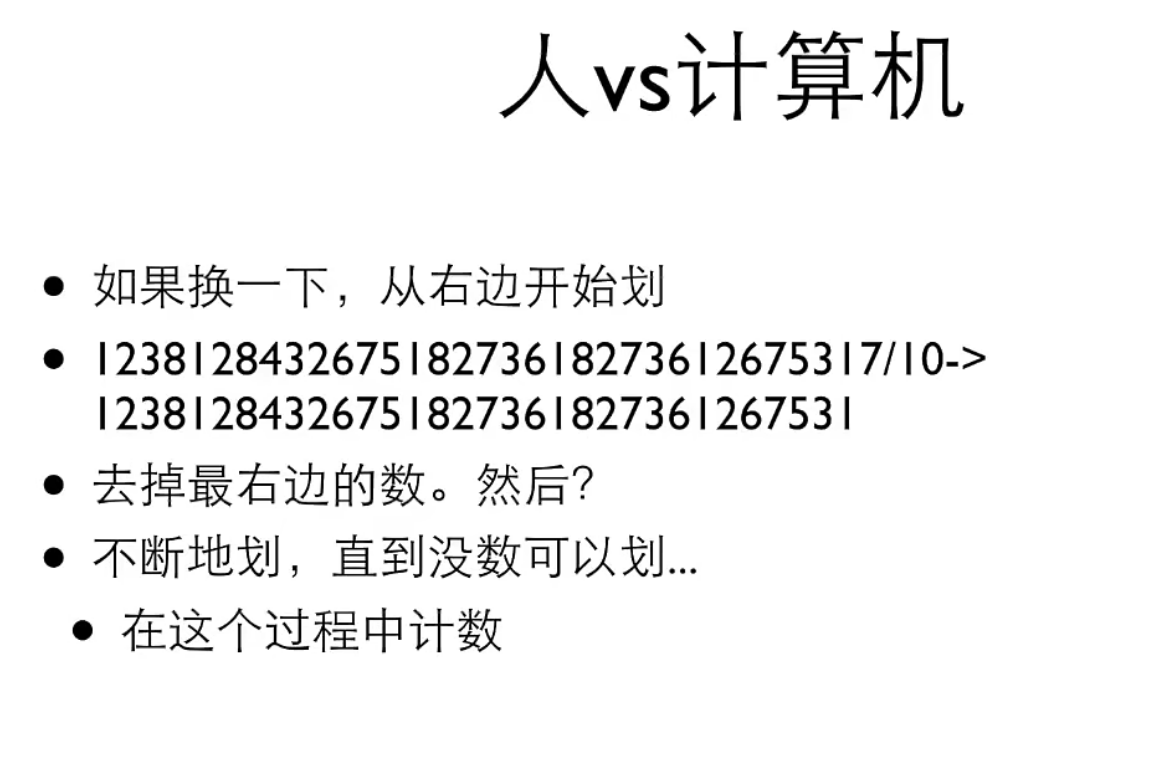 人vs计算机
• 如果换一下，从右边开始划
• 123812843267518273618273612675317/10->
12381284326751827361827361267531
• 去掉最右边的数。然后？
• 不断地划，直到没数可以划...
• 在这个过程中计数